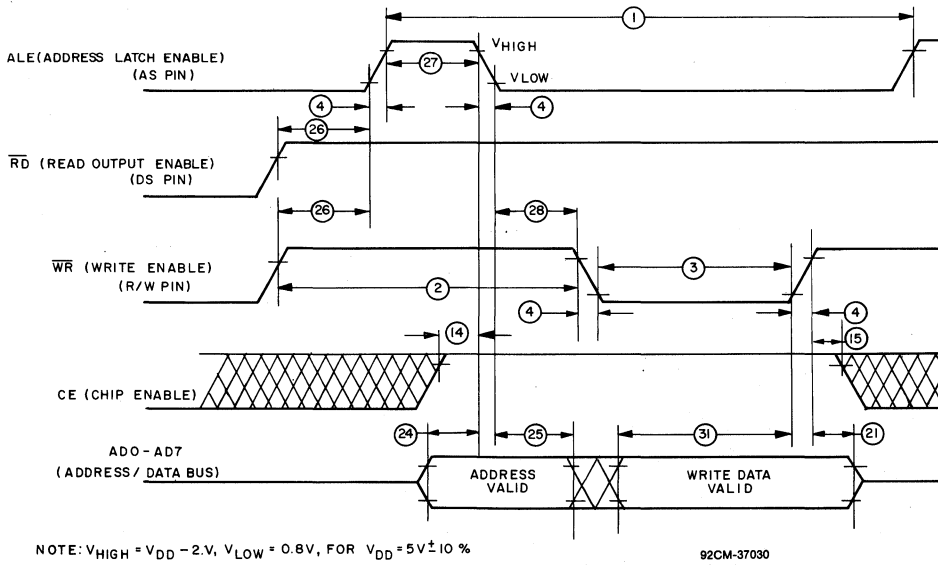 1
ALE(ADDRESS LATCH ENABLE)
(AS PIN)
VHIGH
27
VLOW
4
4
26
RD (READ OUTPUT ENABLE)
(DS PIN)
26
28
WR (WRITE ENABLE)
(R/W PIN)
3
2
4
4
14
15
CE (CHIP ENABLE)
24
25
31
21
AD0-AD7
(ADDRESS/DATA BUS)
ADDRESS
VALID
WRITE DATA
VALID
NOTE: VHIGH = VDD -2.V, VLOW = 0.8V, FOR VDD = 5V±10 %
92CM-37030